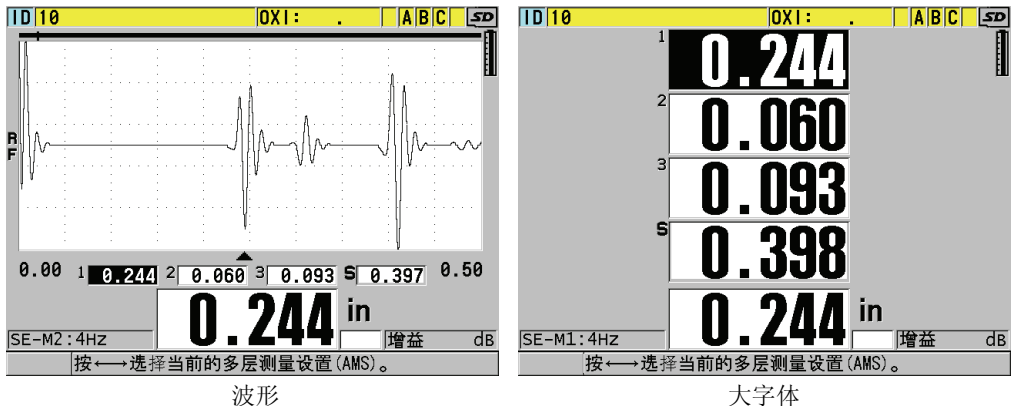 ID 10 OXI: . A B C SD
R
F
0.00 1 0.244 2 0.060 3 0.093 S 0.397 0.50
0.244 in
SE-M2:4Hz 增益 dB
按←→选择当前的多层测量设置(AMS)。
波形
ID 10 OXI: . A B C SD
1 0.244
2 0.060
3 0.093
S 0.398
0.244 in
SE-M1:4Hz 增益 dB
按←→选择当前的多层测量设置(AMS)。
大字体